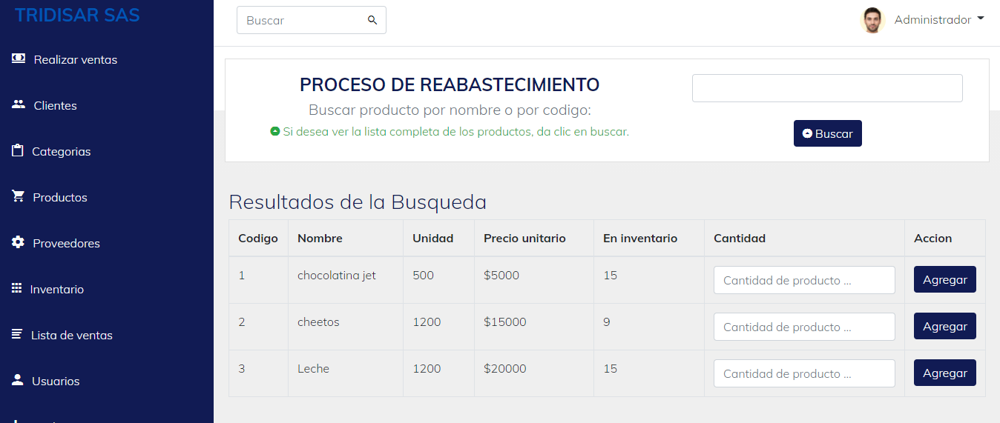 TRIDISAR SAS
Realizar ventas
Clientes
Categorias
Productos
Proveedores
Inventario
Lista de ventas
Usuarios
Buscar
Administrador
PROCESO DE REABASTECIMIENTO
Buscar producto por nombre o por codigo:
Si desea ver la lista completa de los productos, da clic en buscar.
Buscar
Resultados de la Busqueda
Codigo Nombre Unidad Precio unitario En inventario Cantidad Accion
1 chocolatina jet 500 $5000 15 Cantidad de producto ... Agregar
2 cheetos 1200 $15000 9 Cantidad de producto ... Agregar
3 Leche 1200 $20000 15 Cantidad de producto ... Agregar